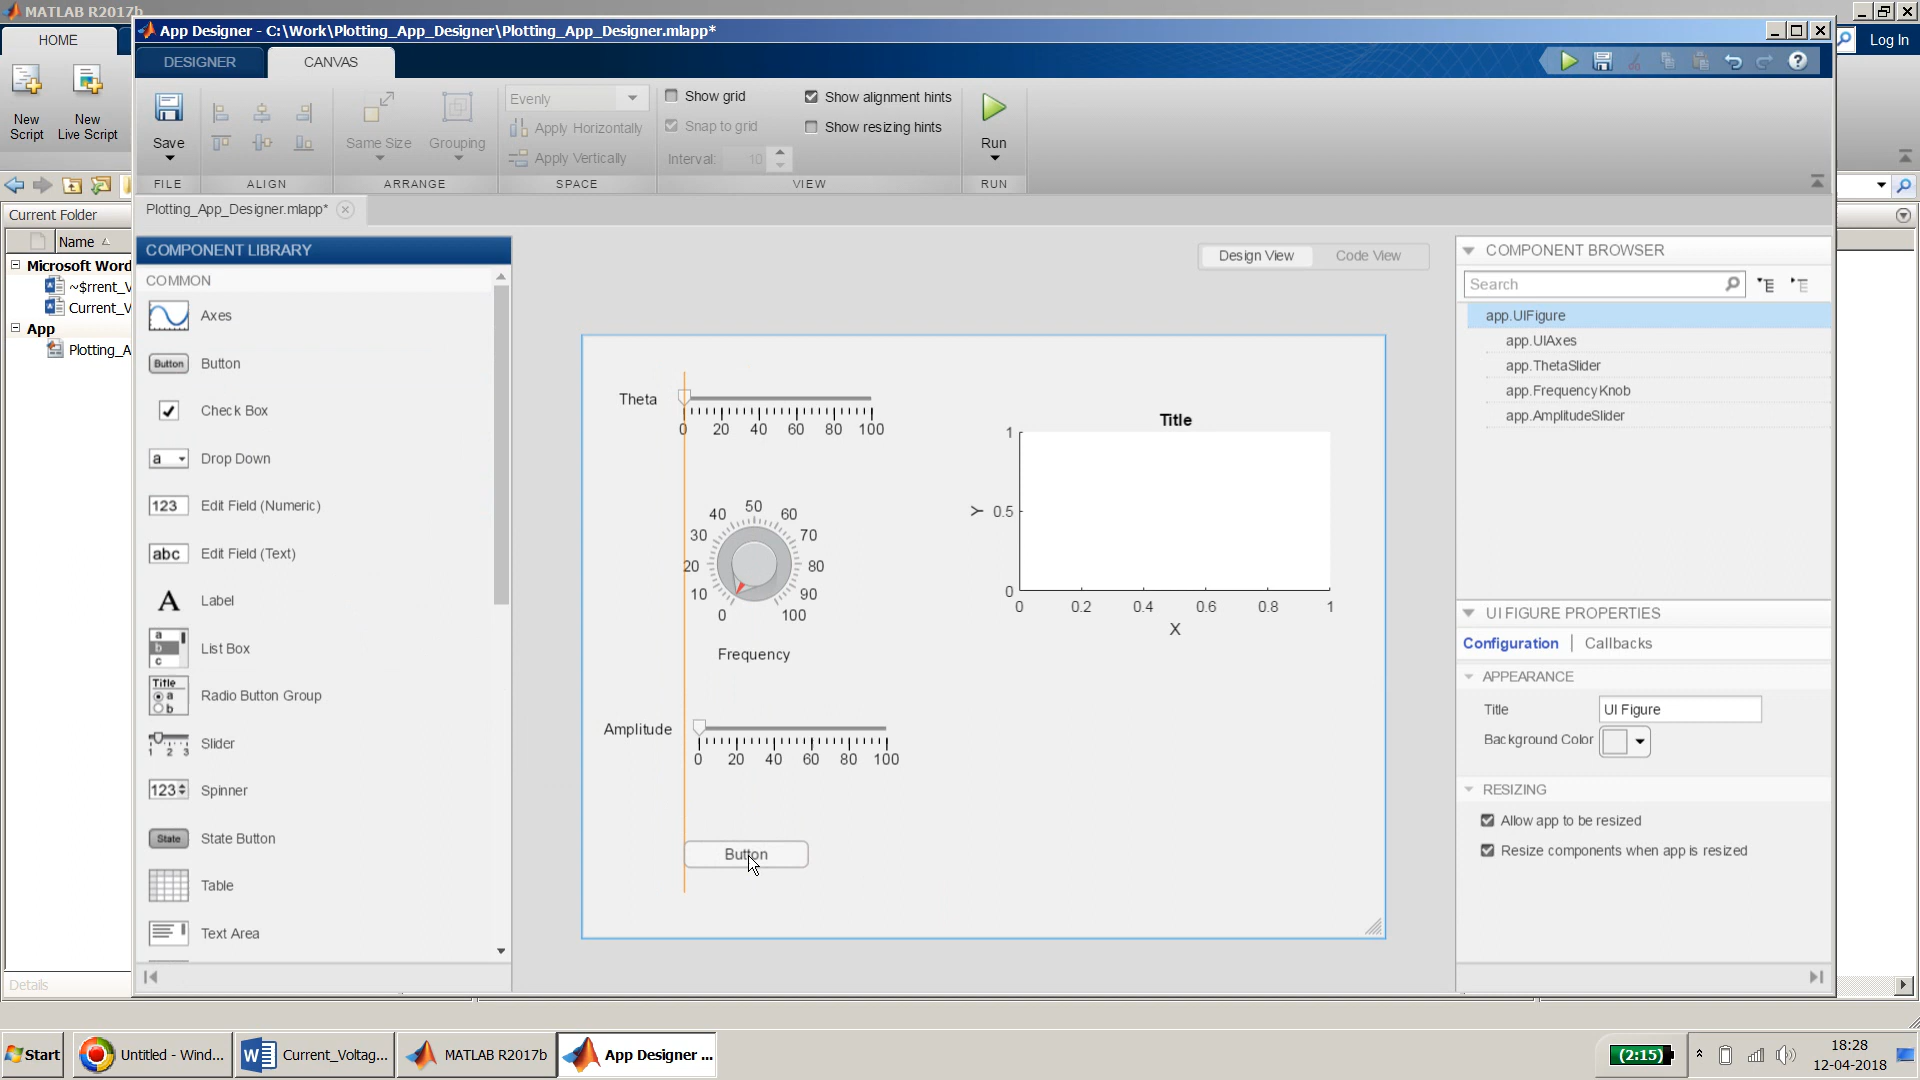 MATLAB R2017b
App Designer - C:\Work\Plotting_App_Designer\Plotting_App_Designer.mlapp*
HOME
DESIGNER
CANVAS
Log In
New Script
New Live Script
Save
Same Size
Grouping
Evenly
Apply Horizontally
Apply Vertically
Show grid
Snap to grid
Interval: 10
Show alignment hints
Show resizing hints
Run
FILE
ALIGN
ARRANGE
SPACE
VIEW
RUN
Plotting_App_Designer.mlapp*
Current Folder
Name
Microsoft Word
~$rrent_V
Current_V
App
Plotting_A
Details
COMPONENT LIBRARY
COMMON
Axes
Button Button
Check Box
a Drop Down
123 Edit Field (Numeric)
abc Edit Field (Text)
A Label
a b c List Box
Title a b Radio Button Group
1 2 3 Slider
123 Spinner
State State Button
Table
Text Area
Design View
Code View
Theta
0 20 40 60 80 100
0 10 20 30 40 50 60 70 80 90 100
Frequency
Amplitude
0 20 40 60 80 100
Button
Title
1
Y 0.5
0
0 0.2 0.4 0.6 0.8 1
X
COMPONENT BROWSER
Search
app.UIFigure
app.UIAxes
app.ThetaSlider
app.FrequencyKnob
app.AmplitudeSlider
UI FIGURE PROPERTIES
Configuration | Callbacks
APPEARANCE
Title UI Figure
Background Color
RESIZING
Allow app to be resized
Resize components when app is resized
Start
Untitled - Wind...
Current_Voltag...
MATLAB R2017b
App Designer ...
(2:15)
18:28
12-04-2018